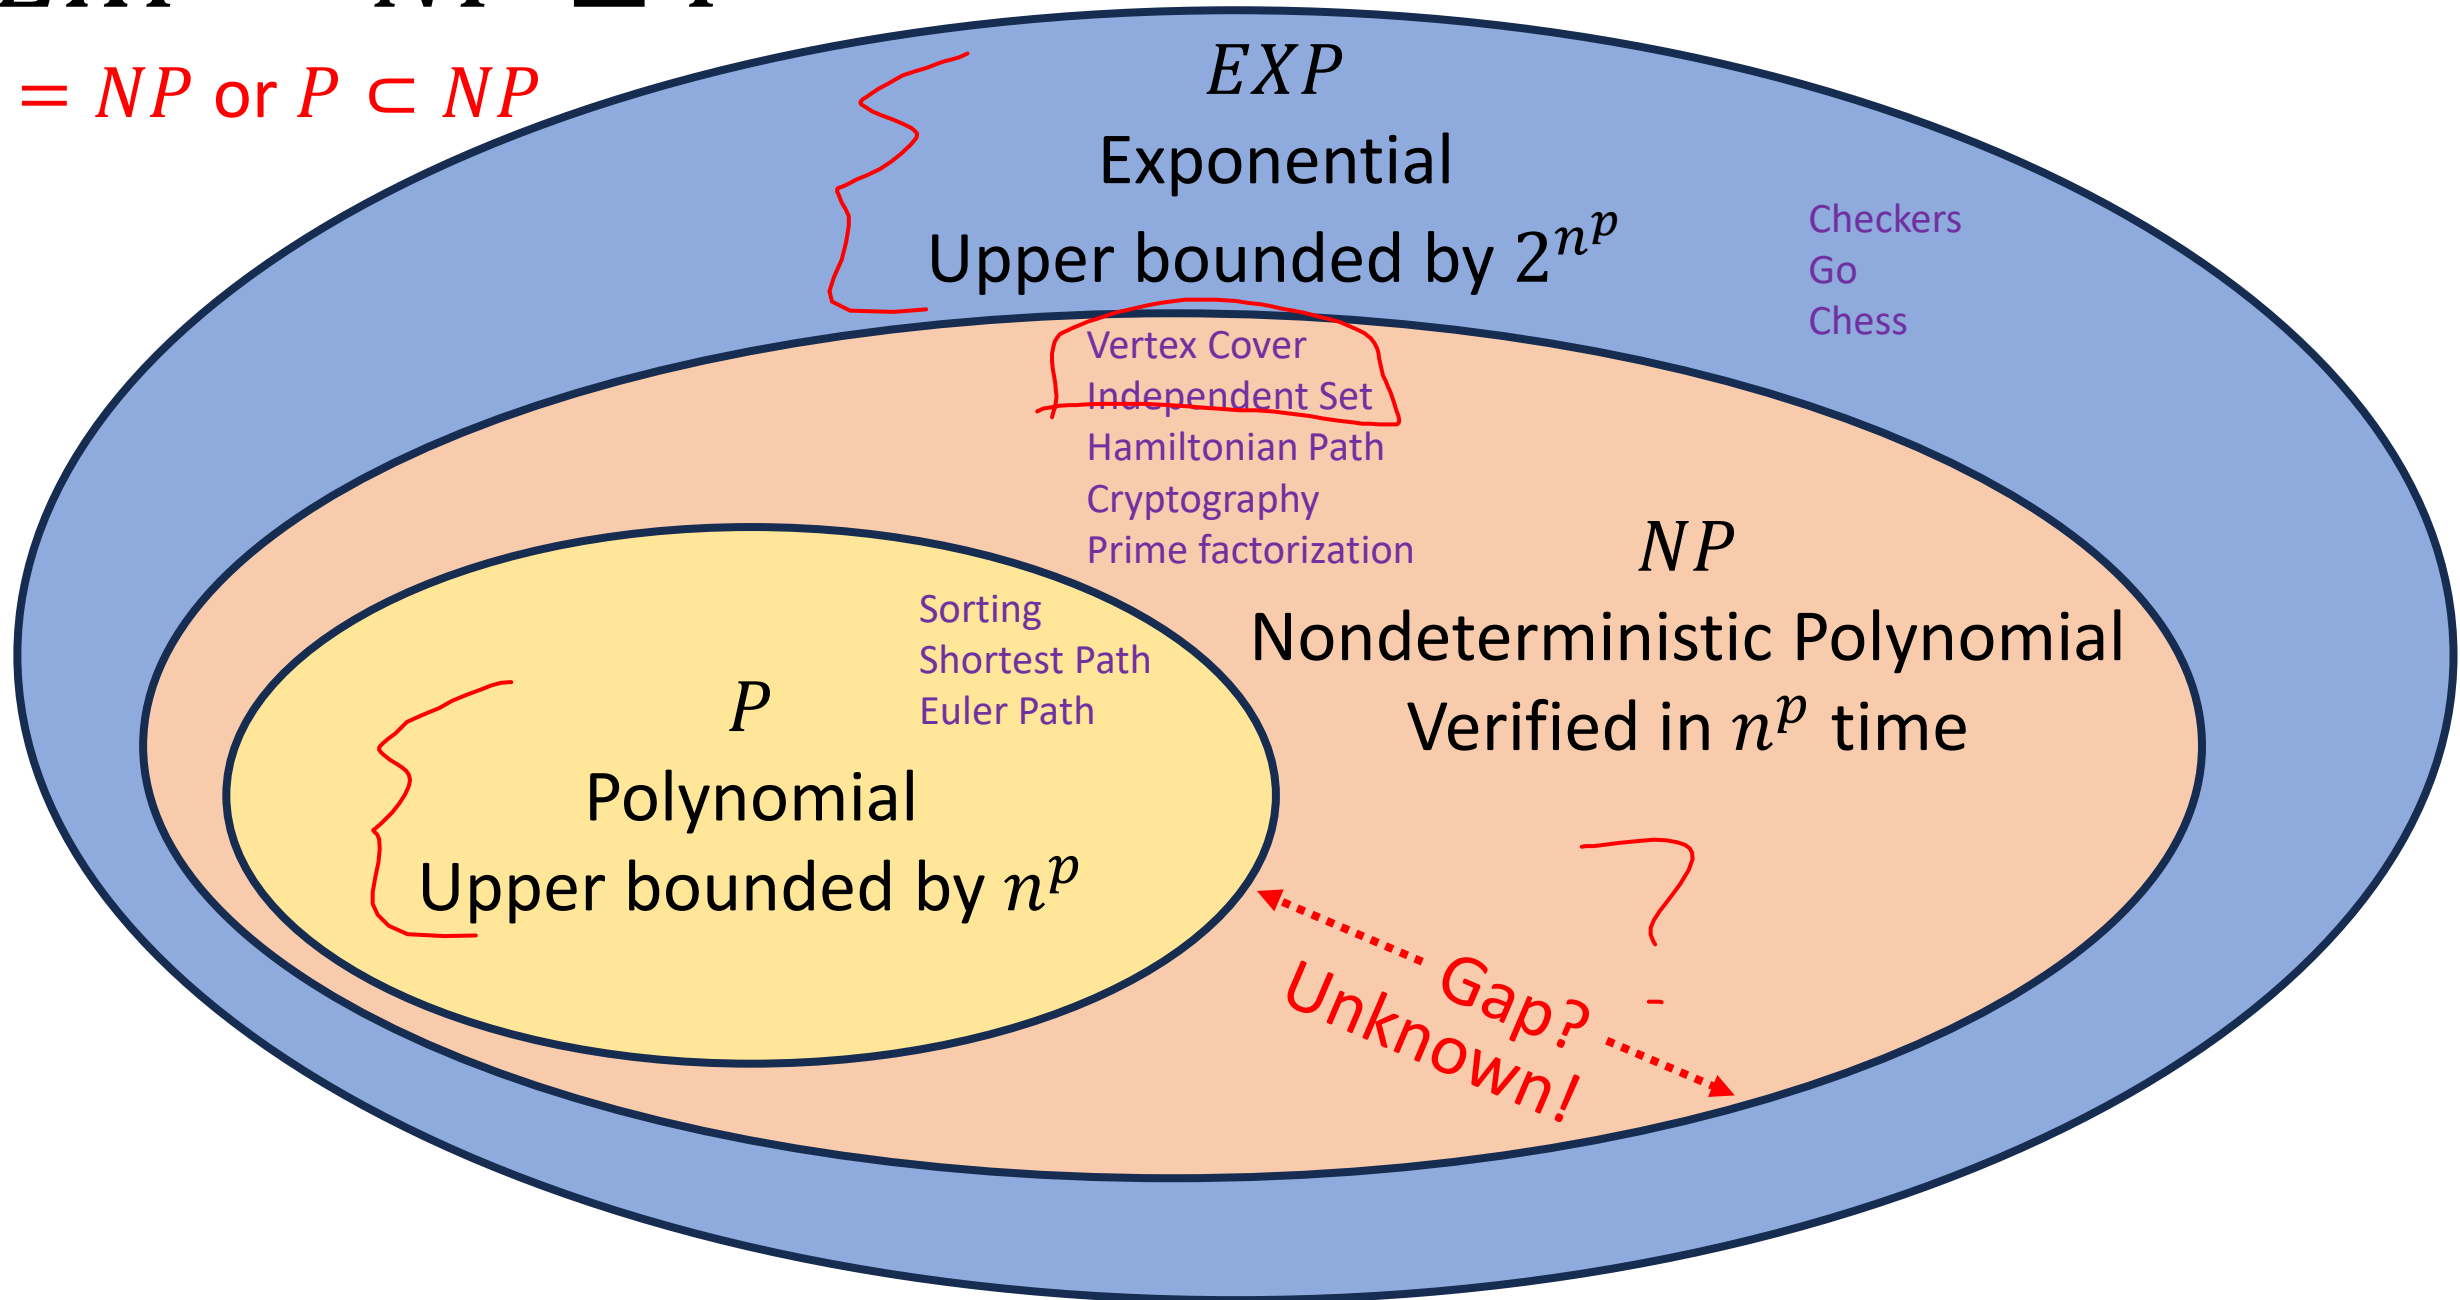 = NP or P ⊂ NP
EXP
Exponential
Upper bounded by 2^{n^p}
Checkers
Go
Chess
Vertex Cover
Independent Set
Hamiltonian Path
Cryptography
Prime factorization
NP
Nondeterministic Polynomial
Verified in n^p time
Sorting
Shortest Path
Euler Path
P
Polynomial
Upper bounded by n^p
?
Gap?
Unknown!